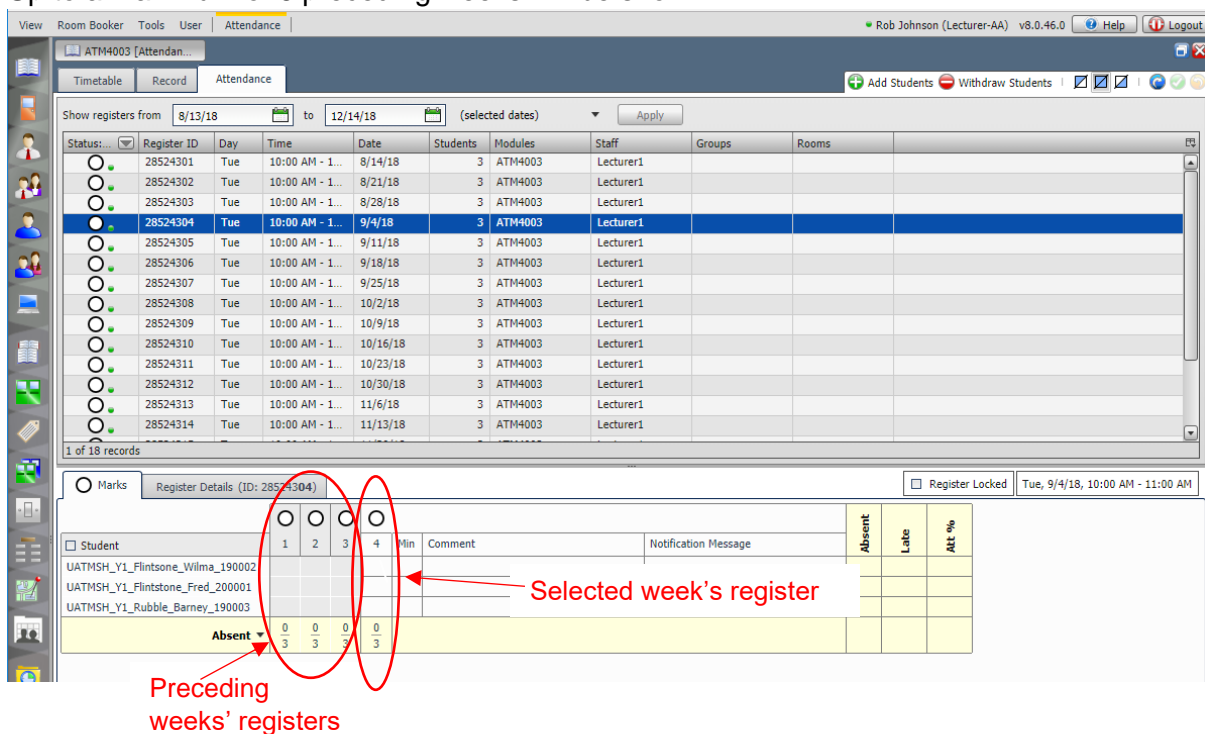 View Room Booker Tools User Attendance Rob Johnson (Lecturer-AA) v8.0.46.0 Help Logout
ATM4003 [Attendan...
Timetable Record Attendance Add Students Withdraw Students
Show registers from 8/13/18 to 12/14/18 (selected dates) Apply
Status:... Register ID Day Time Date Students Modules Staff Groups Rooms
28524301 Tue 10:00 AM - 1... 8/14/18 3 ATM4003 Lecturer1
28524302 Tue 10:00 AM - 1... 8/21/18 3 ATM4003 Lecturer1
28524303 Tue 10:00 AM - 1... 8/28/18 3 ATM4003 Lecturer1
28524304 Tue 10:00 AM - 1... 9/4/18 3 ATM4003 Lecturer1
28524305 Tue 10:00 AM - 1... 9/11/18 3 ATM4003 Lecturer1
28524306 Tue 10:00 AM - 1... 9/18/18 3 ATM4003 Lecturer1
28524307 Tue 10:00 AM - 1... 9/25/18 3 ATM4003 Lecturer1
28524308 Tue 10:00 AM - 1... 10/2/18 3 ATM4003 Lecturer1
28524309 Tue 10:00 AM - 1... 10/9/18 3 ATM4003 Lecturer1
28524310 Tue 10:00 AM - 1... 10/16/18 3 ATM4003 Lecturer1
28524311 Tue 10:00 AM - 1... 10/23/18 3 ATM4003 Lecturer1
28524312 Tue 10:00 AM - 1... 10/30/18 3 ATM4003 Lecturer1
28524313 Tue 10:00 AM - 1... 11/6/18 3 ATM4003 Lecturer1
28524314 Tue 10:00 AM - 1... 11/13/18 3 ATM4003 Lecturer1
1 of 18 records
Marks Register Details (ID: 28524304) Register Locked Tue, 9/4/18, 10:00 AM - 11:00 AM
Student 1 2 3 4 Min Comment Notification Message Absent Late Att %
UATMSH_Y1_Flintsone_Wilma_190002
UATMSH_Y1_Flintstone_Fred_200001
UATMSH_Y1_Rubble_Barney_190003
Selected week's register
Absent 0/3 0/3 0/3 0/3
Preceding
weeks' registers